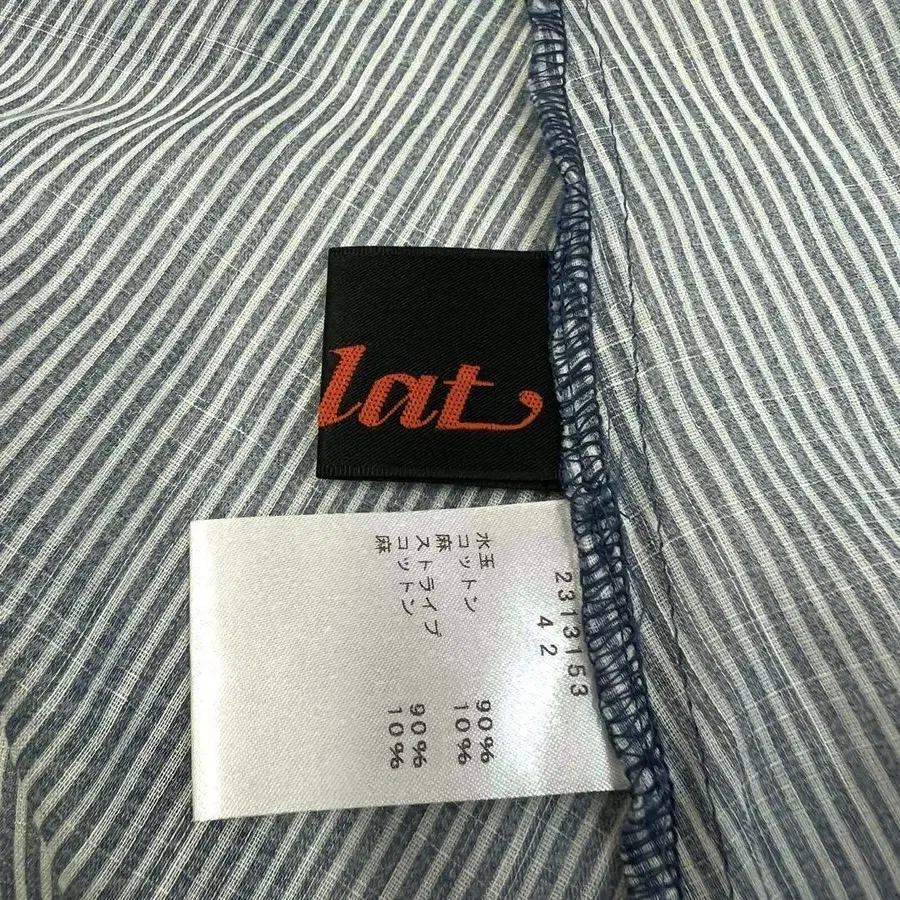 lat
2313153
42
水玉
コットン 90%
麻 10%
ストライプ
コットン 90%
麻 10%